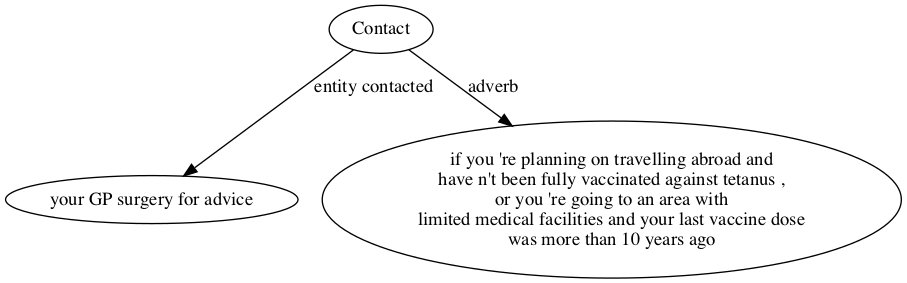 Contact
entity contacted
adverb
your GP surgery for advice
if you 're planning on travelling abroad and
have n't been fully vaccinated against tetanus ,
or you 're going to an area with
limited medical facilities and your last vaccine dose
was more than 10 years ago